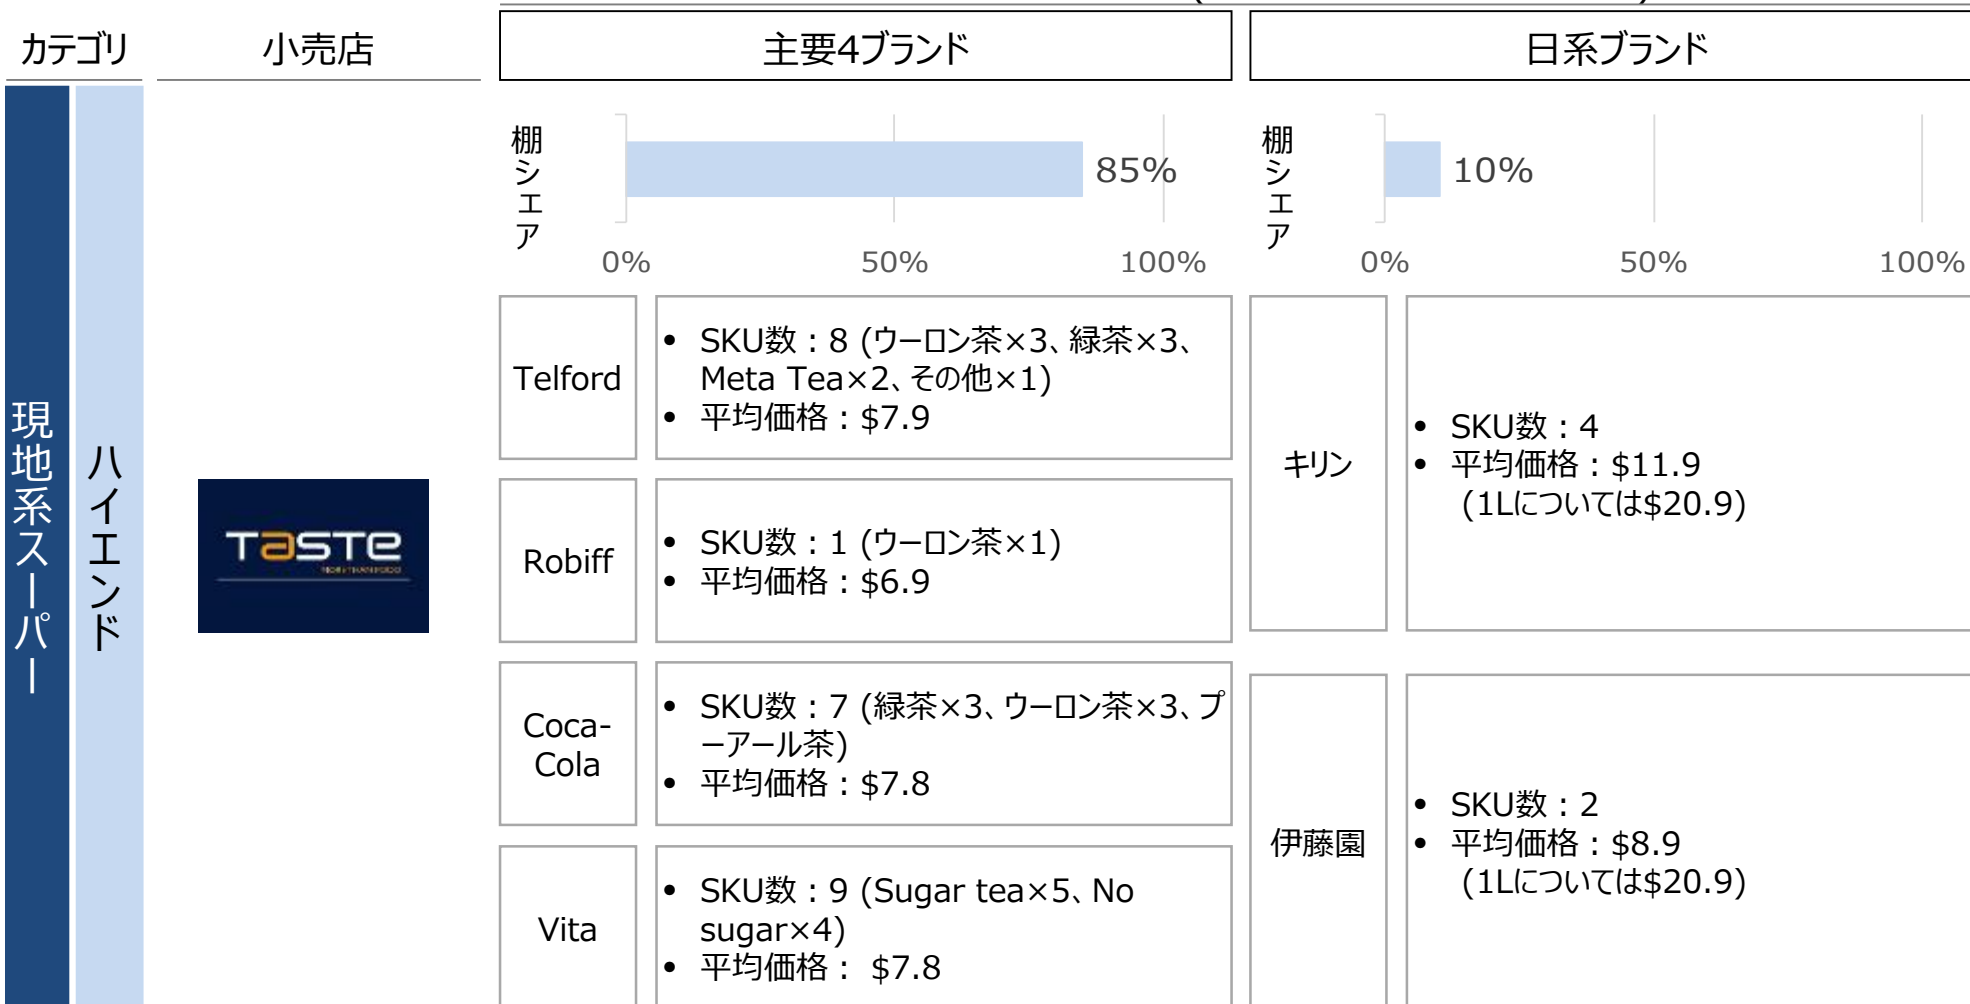 カテゴリ
小売店
主要4ブランド
日系ブランド
現地系スーパー
ハイエンド
TaSTe
棚シェア
85%
0%
50%
100%
棚シェア
10%
0%
50%
100%
Telford
• SKU数：8 (ウーロン茶×3、緑茶×3、
Meta Tea×2、その他×1)
• 平均価格：$7.9
Robiff
• SKU数：1 (ウーロン茶×1)
• 平均価格：$6.9
Coca-
Cola
• SKU数：7 (緑茶×3、ウーロン茶×3、プ
ーアール茶)
• 平均価格：$7.8
Vita
• SKU数：9 (Sugar tea×5、No
sugar×4)
• 平均価格： $7.8
キリン
• SKU数：4
• 平均価格：$11.9
(1Lについては$20.9)
伊藤園
• SKU数：2
• 平均価格：$8.9
(1Lについては$20.9)